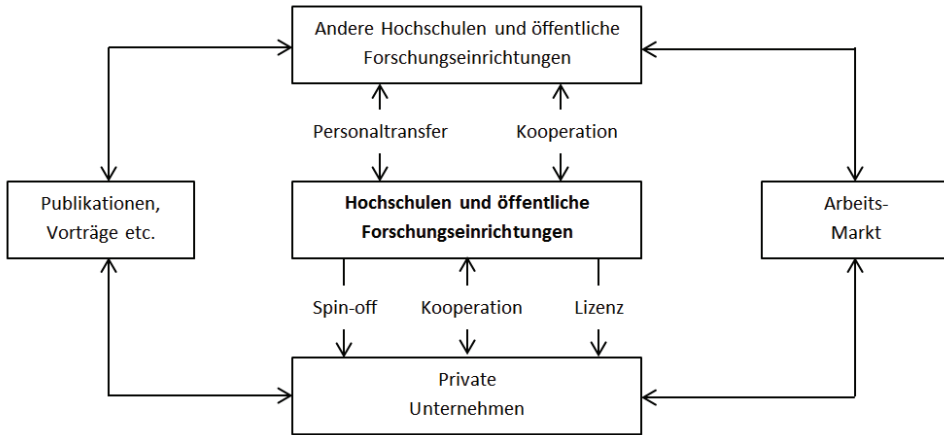 Andere Hochschulen und öffentliche
Forschungseinrichtungen
Personaltransfer
Kooperation
Publikationen,
Vorträge etc.
Hochschulen und öffentliche
Forschungseinrichtungen
Arbeits-
Markt
Spin-off
Kooperation
Lizenz
Private
Unternehmen